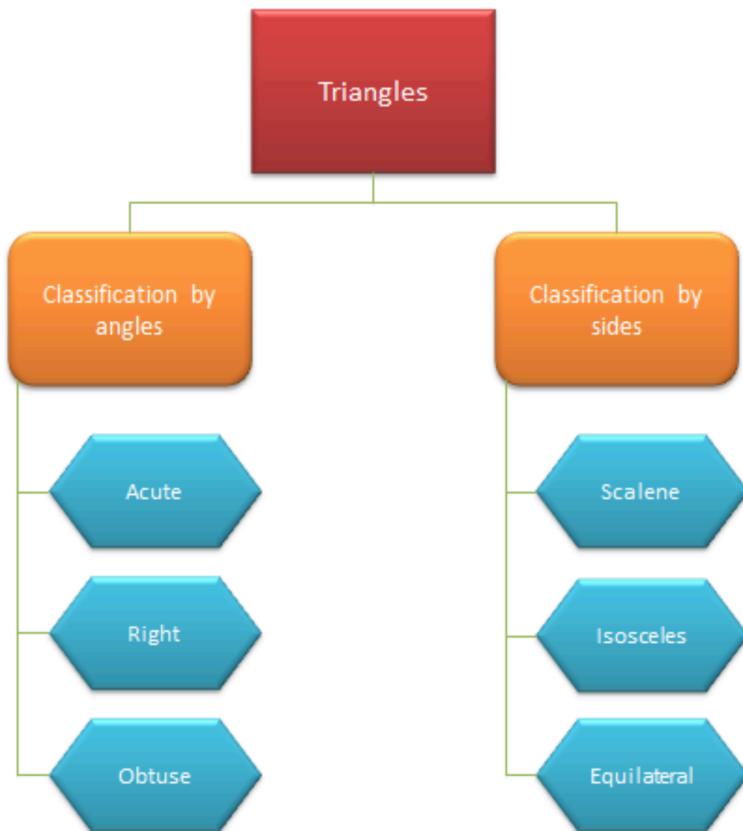 Triangles
Classification by
angles
Acute
Right
Obtuse
Classification by
sides
Scalene
Isosceles
Equilateral